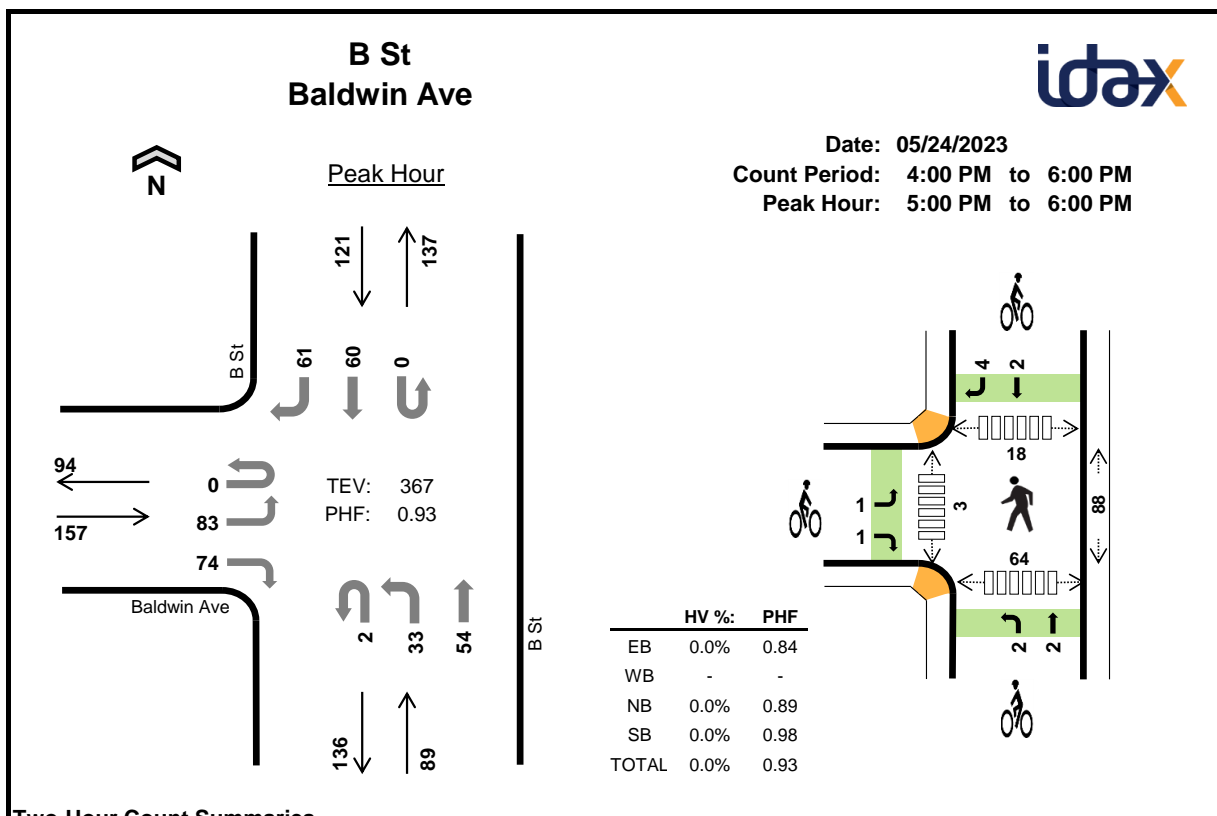 B St
Baldwin Ave
idax
Date: 05/24/2023
Count Period: 4:00 PM to 6:00 PM
Peak Hour: 5:00 PM to 6:00 PM
N
Peak Hour
121
137
B St
61
60
0
94
0
157
83
74
TEV: 367
PHF: 0.93
Baldwin Ave
2
33
54
B St
136
89
4
2
18
1
1
3
88
64
2
2
HV %: PHF
EB 0.0% 0.84
WB - -
NB 0.0% 0.89
SB 0.0% 0.98
TOTAL 0.0% 0.93
Two-Hour Count Summaries